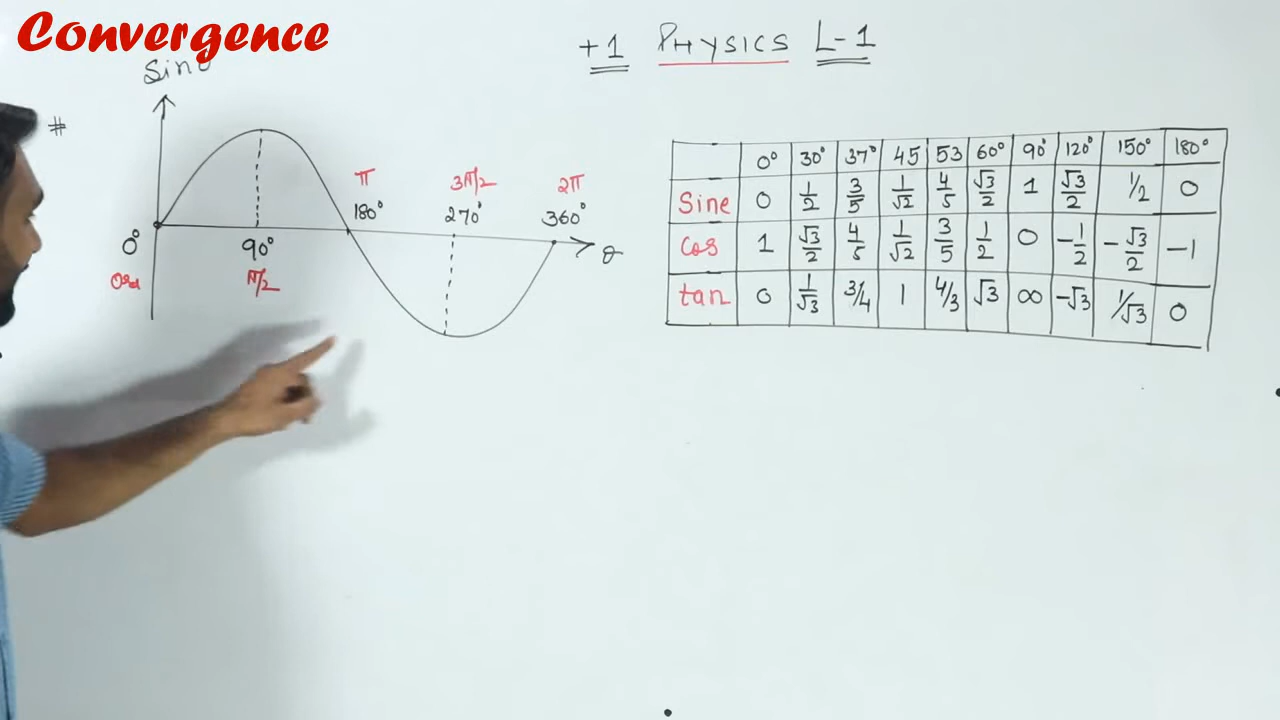 Convergence
+1 Physics L-1
Sinθ
#
π 3π/2 2π
180° 270° 360°
0° 90° θ
π/2
0° 30° 37° 45 53 60° 90° 120° 150° 180°
Sine 0 1/2 3/5 1/√2 4/5 √3/2 1 √3/2 1/2 0
Cos 1 √3/2 4/5 1/√2 3/5 1/2 0 -1/2 -√3/2 -1
tan 0 1/√3 3/4 1 4/3 √3 ∞ -√3 1/√3 0